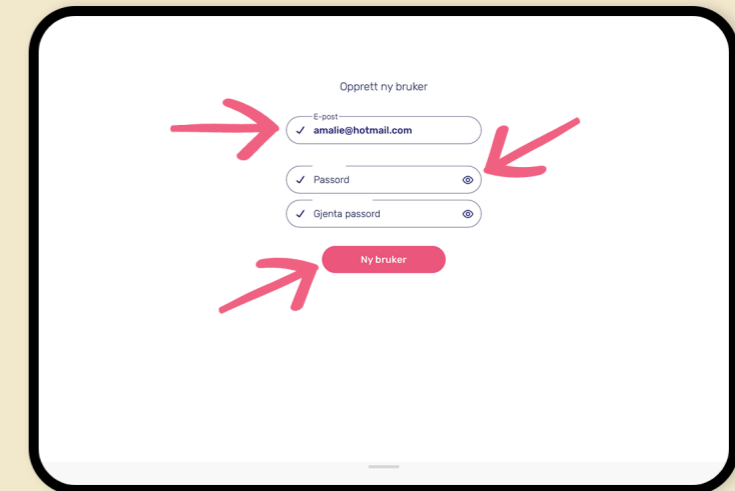 Opprett ny bruker
E-post
amalie@hotmail.com
Passord
Gjenta passord
Ny bruker